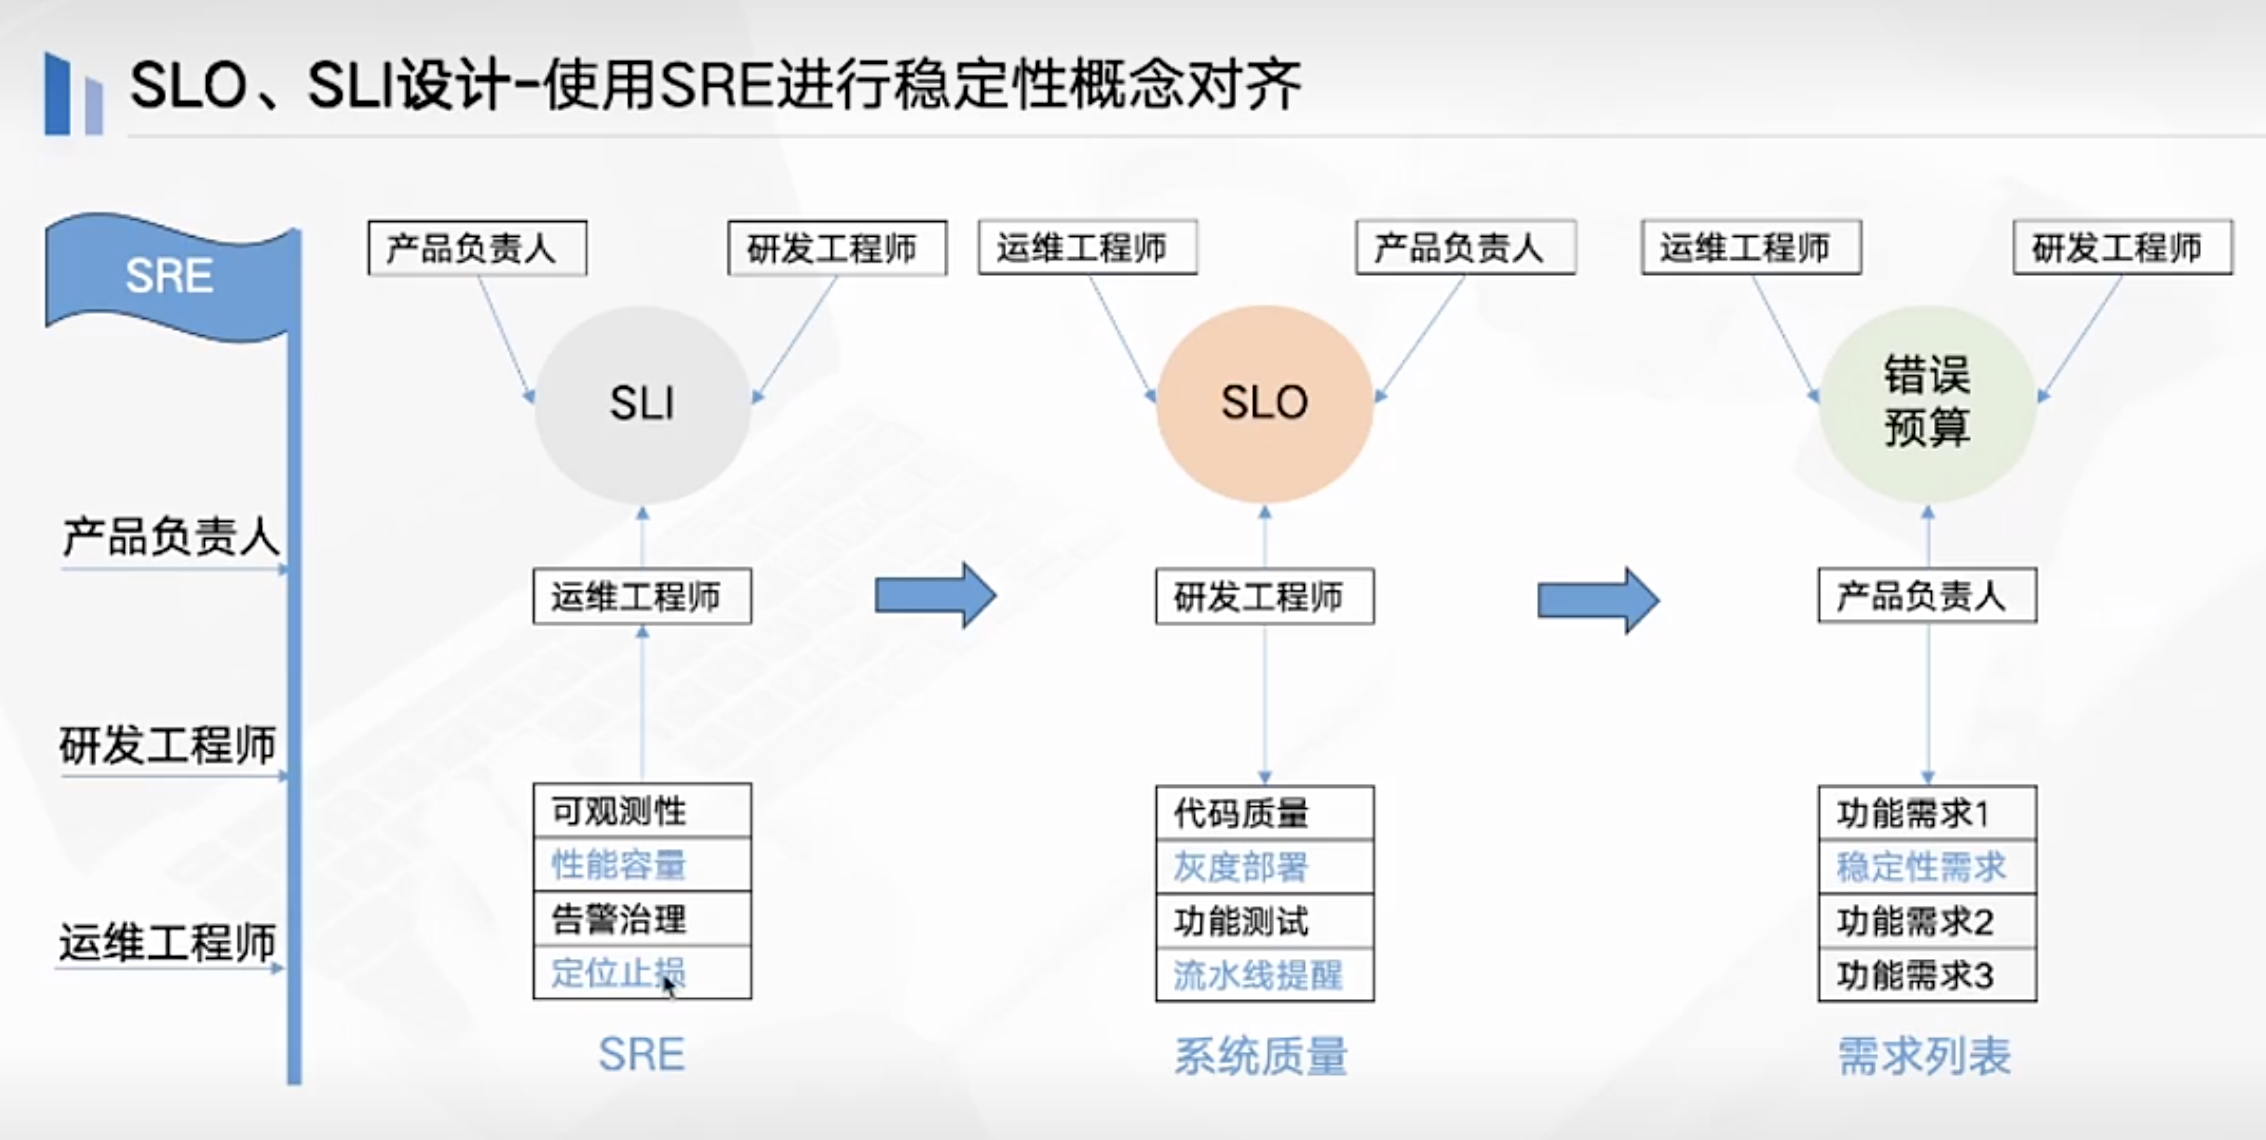 SLO、SLI设计-使用SRE进行稳定性概念对齐
SRE
产品负责人
研发工程师
运维工程师
产品负责人
研发工程师
SLI
运维工程师
可观测性
性能容量
告警治理
定位止损
SRE
运维工程师
产品负责人
SLO
研发工程师
代码质量
灰度部署
功能测试
流水线提醒
系统质量
运维工程师
研发工程师
错误
预算
产品负责人
功能需求1
稳定性需求
功能需求2
功能需求3
需求列表